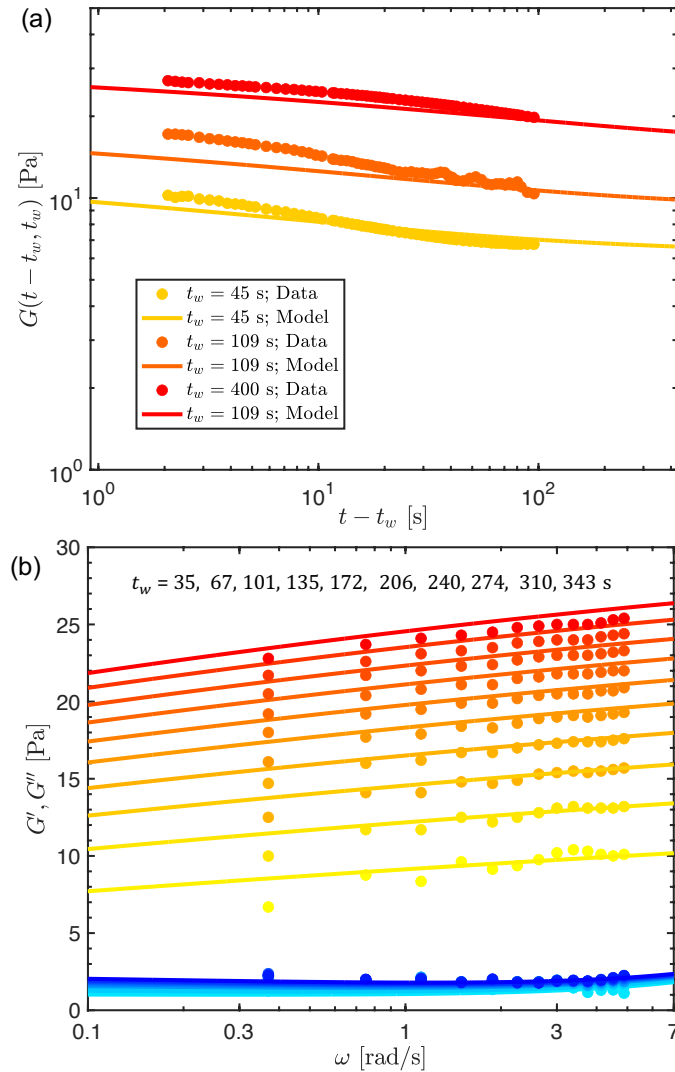 (a)
G(t − t_w, t_w) [Pa]
10^1
10^0
t_w = 45 s; Data
t_w = 45 s; Model
t_w = 109 s; Data
t_w = 109 s; Model
t_w = 400 s; Data
t_w = 109 s; Model
10^0 10^1 10^2
t − t_w [s]
(b)
t_w = 35, 67, 101, 135, 172, 206, 240, 274, 310, 343 s
G′, G″ [Pa]
30
25
20
15
10
5
0
0.1 0.3 1 3 7
ω [rad/s]